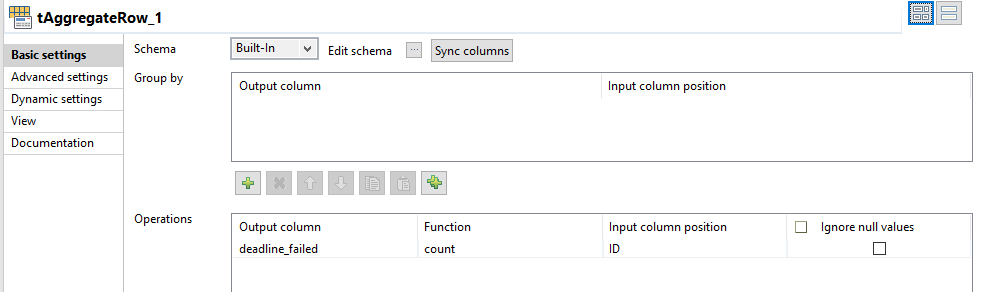 tAggregateRow_1
Basic settings
Advanced settings
Dynamic settings
View
Documentation
Schema Built-In Edit schema ... Sync columns
Group by
Output column Input column position
Operations
Output column Function Input column position Ignore null values
deadline_failed count ID